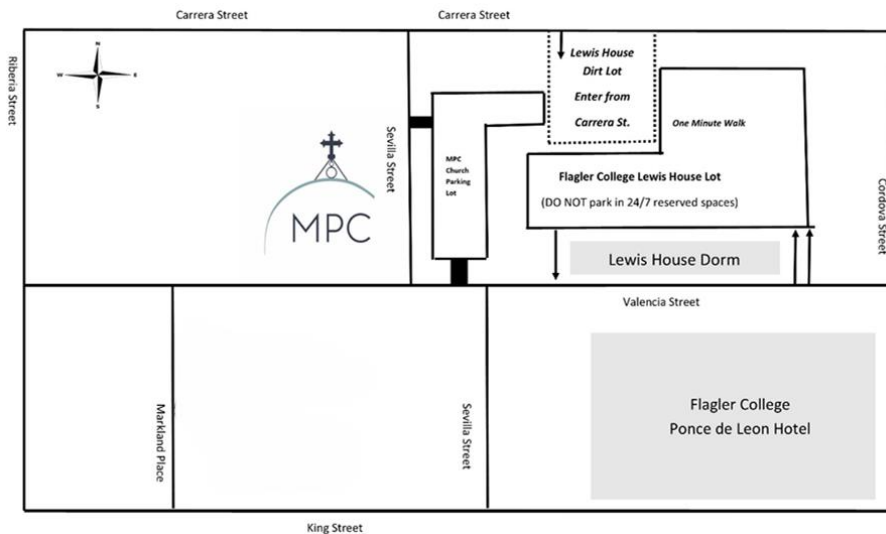 Carrera Street
Carrera Street
Riberia Street
N
W
E
S
Lewis House
Dirt Lot
Enter from
Carrera St.
One Minute Walk
Sevilla Street
MPC
Church
Parking
Lot
MPC
Flagler College Lewis House Lot
(DO NOT park in 24/7 reserved spaces)
Cordova Street
Lewis House Dorm
Valencia Street
Markland Place
Sevilla Street
Flagler College
Ponce de Leon Hotel
King Street